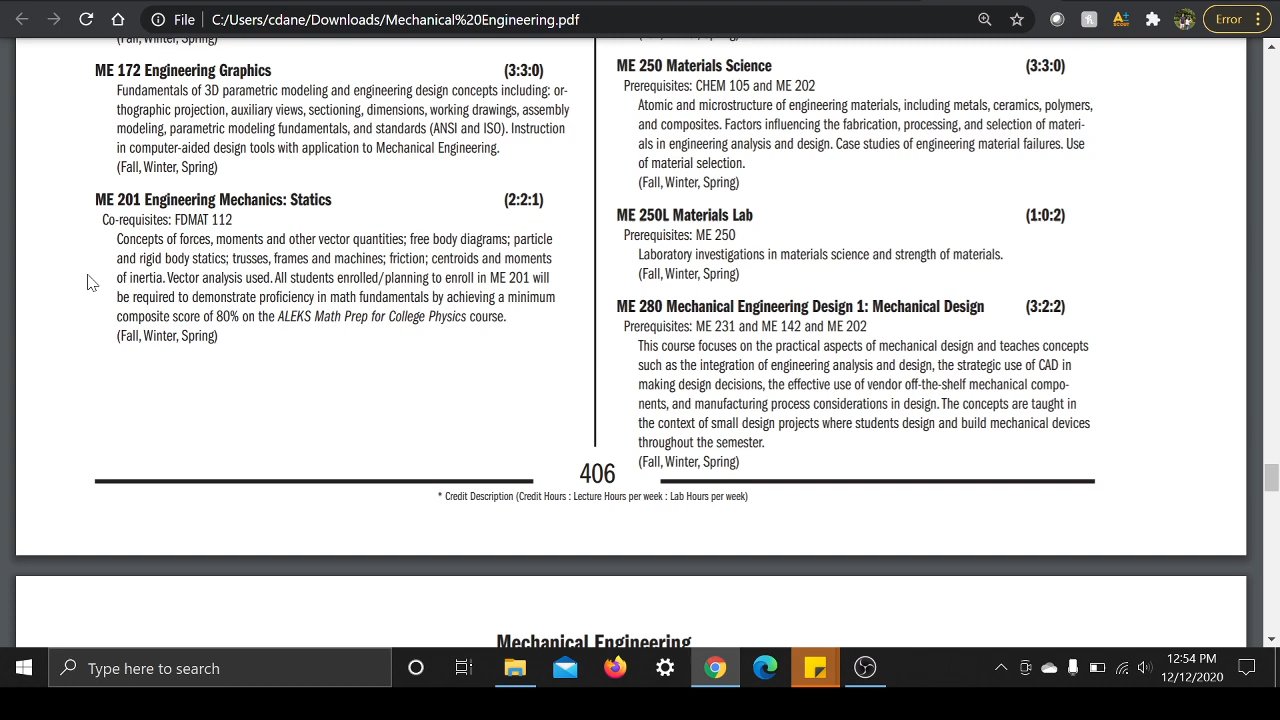 File
C:/Users/cdane/Downloads/Mechanical%20Engineering.pdf
Error
(Fall, Winter, Spring)
ME 172 Engineering Graphics (3:3:0)
Fundamentals of 3D parametric modeling and engineering design concepts including: or-
thographic projection, auxiliary views, sectioning, dimensions, working drawings, assembly
modeling, parametric modeling fundamentals, and standards (ANSI and ISO). Instruction
in computer-aided design tools with application to Mechanical Engineering.
(Fall, Winter, Spring)
ME 201 Engineering Mechanics: Statics (2:2:1)
Co-requisites: FDMAT 112
Concepts of forces, moments and other vector quantities; free body diagrams; particle
and rigid body statics; trusses, frames and machines; friction; centroids and moments
of inertia. Vector analysis used. All students enrolled/planning to enroll in ME 201 will
be required to demonstrate proficiency in math fundamentals by achieving a minimum
composite score of 80% on the ALEKS Math Prep for College Physics course.
(Fall, Winter, Spring)
ME 250 Materials Science (3:3:0)
Prerequisites: CHEM 105 and ME 202
Atomic and microstructure of engineering materials, including metals, ceramics, polymers,
and composites. Factors influencing the fabrication, processing, and selection of materi-
als in engineering analysis and design. Case studies of engineering material failures. Use
of material selection.
(Fall, Winter, Spring)
ME 250L Materials Lab (1:0:2)
Prerequisites: ME 250
Laboratory investigations in materials science and strength of materials.
(Fall, Winter, Spring)
ME 280 Mechanical Engineering Design 1: Mechanical Design (3:2:2)
Prerequisites: ME 231 and ME 142 and ME 202
This course focuses on the practical aspects of mechanical design and teaches concepts
such as the integration of engineering analysis and design, the strategic use of CAD in
making design decisions, the effective use of vendor off-the-shelf mechanical compo-
nents, and manufacturing process considerations in design. The concepts are taught in
the context of small design projects where students design and build mechanical devices
throughout the semester.
(Fall, Winter, Spring)
406
* Credit Description (Credit Hours : Lecture Hours per week : Lab Hours per week)
Mechanical Engineering
Type here to search
12:54 PM
12/12/2020